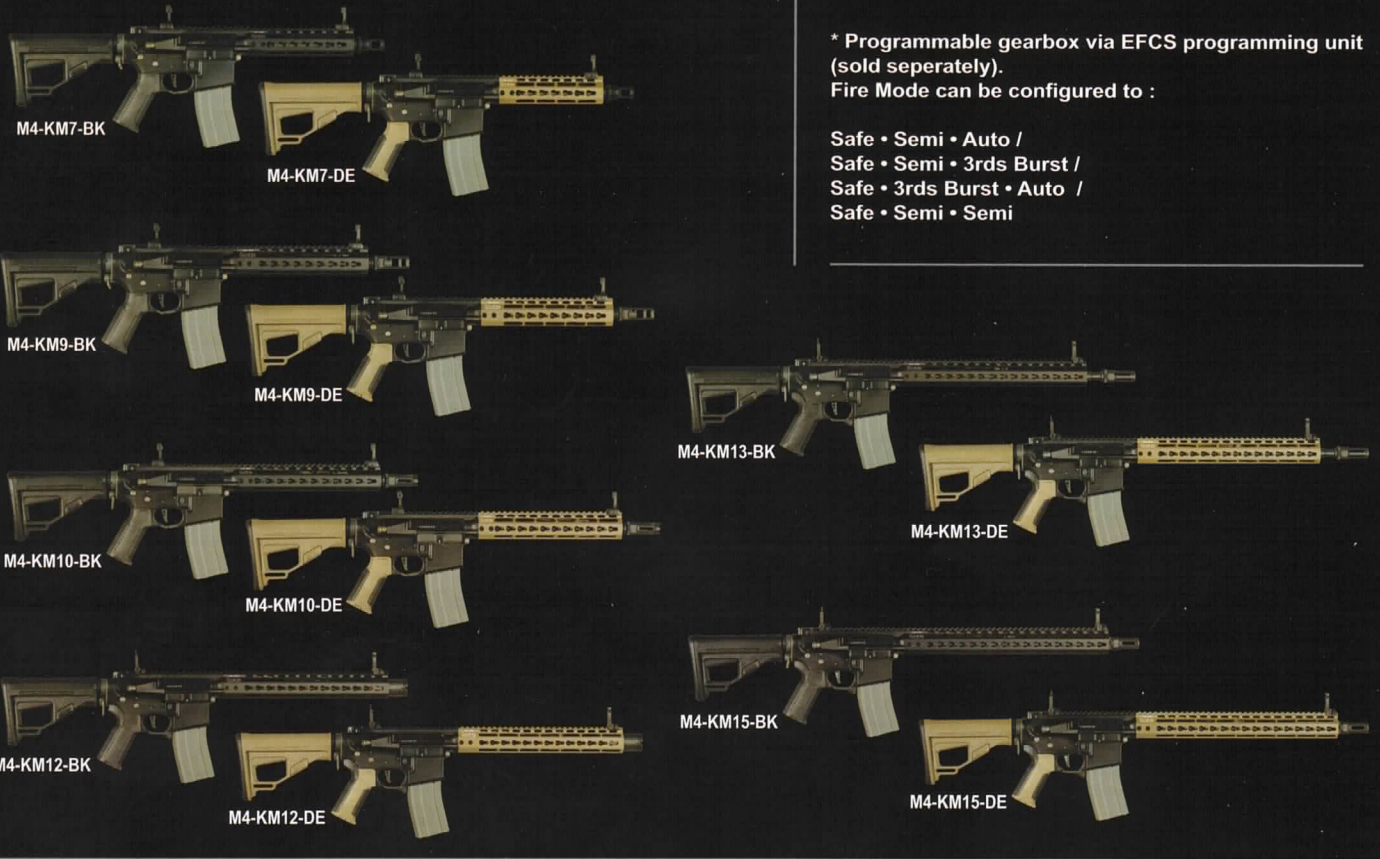 * Programmable gearbox via EFCS programming unit
(sold seperately).
Fire Mode can be configured to :
Safe • Semi • Auto /
Safe • Semi • 3rds Burst /
Safe • 3rds Burst • Auto /
Safe • Semi • Semi
M4-KM7-BK
M4-KM7-DE
M4-KM9-BK
M4-KM9-DE
M4-KM10-BK
M4-KM10-DE
M4-KM12-BK
M4-KM12-DE
M4-KM13-BK
M4-KM13-DE
M4-KM15-BK
M4-KM15-DE